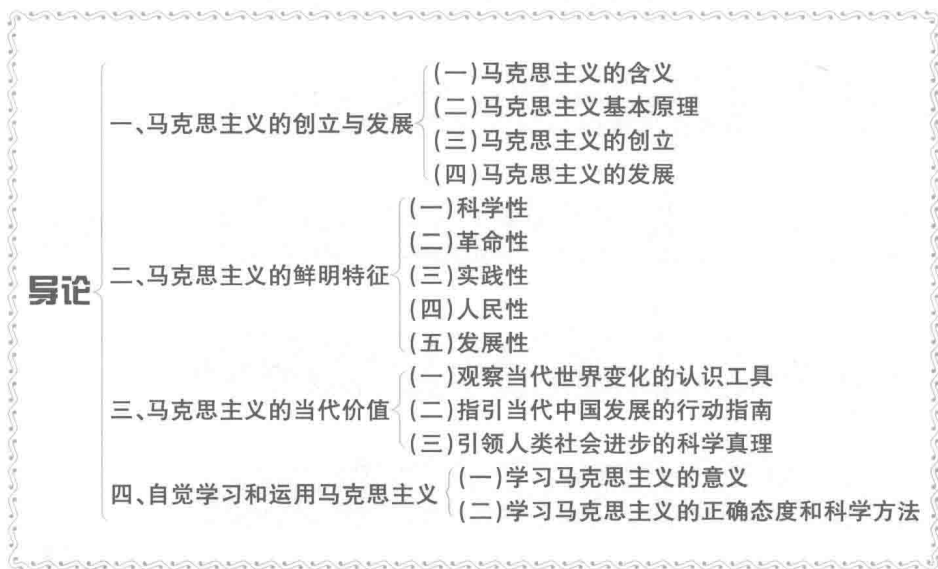 导论
一、马克思主义的创立与发展
(一)马克思主义的含义
(二)马克思主义基本原理
(三)马克思主义的创立
(四)马克思主义的发展
二、马克思主义的鲜明特征
(一)科学性
(二)革命性
(三)实践性
(四)人民性
(五)发展性
三、马克思主义的当代价值
(一)观察当代世界变化的认识工具
(二)指引当代中国发展的行动指南
(三)引领人类社会进步的科学真理
四、自觉学习和运用马克思主义
(一)学习马克思主义的意义
(二)学习马克思主义的正确态度和科学方法